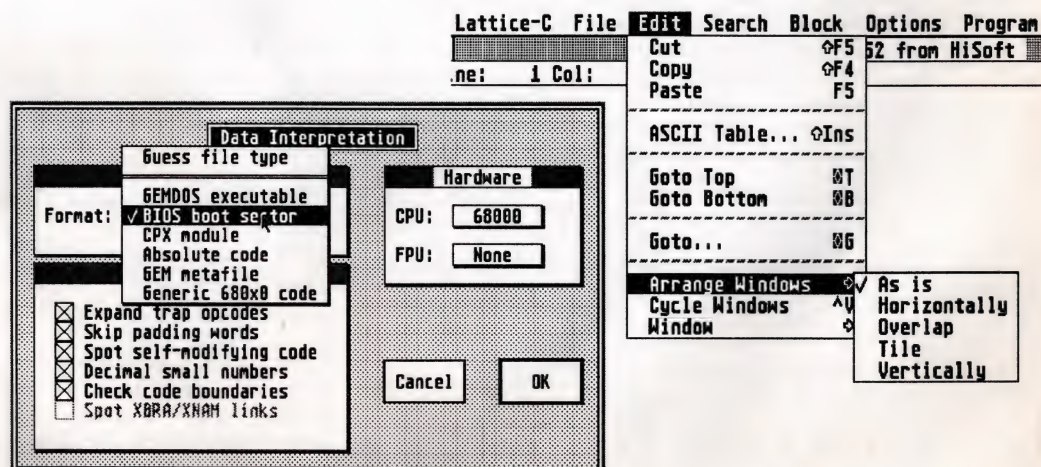 Lattice-C File Edit Search Block Options Program
52 from HiSoft
.ne: 1 Col:
Cut ⇧F5
Copy ⇧F4
Paste F5
ASCII Table... ⇧Ins
Goto Top T
Goto Bottom B
Goto... G
Arrange Windows ⇨
Cycle Windows ^V
Window ⇨
✓ As is
Horizontally
Overlap
Tile
Vertically
Data Interpretation
Guess file type
GEMDOS executable
✓ BIOS boot sector
CPX module
Absolute code
GEM metafile
Generic 680x0 code
Format:
Expand trap opcodes
Skip padding words
Spot self-modifying code
Decimal small numbers
Check code boundaries
Spot XBRA/XNAM links
Hardware
CPU: 68000
FPU: None
Cancel OK